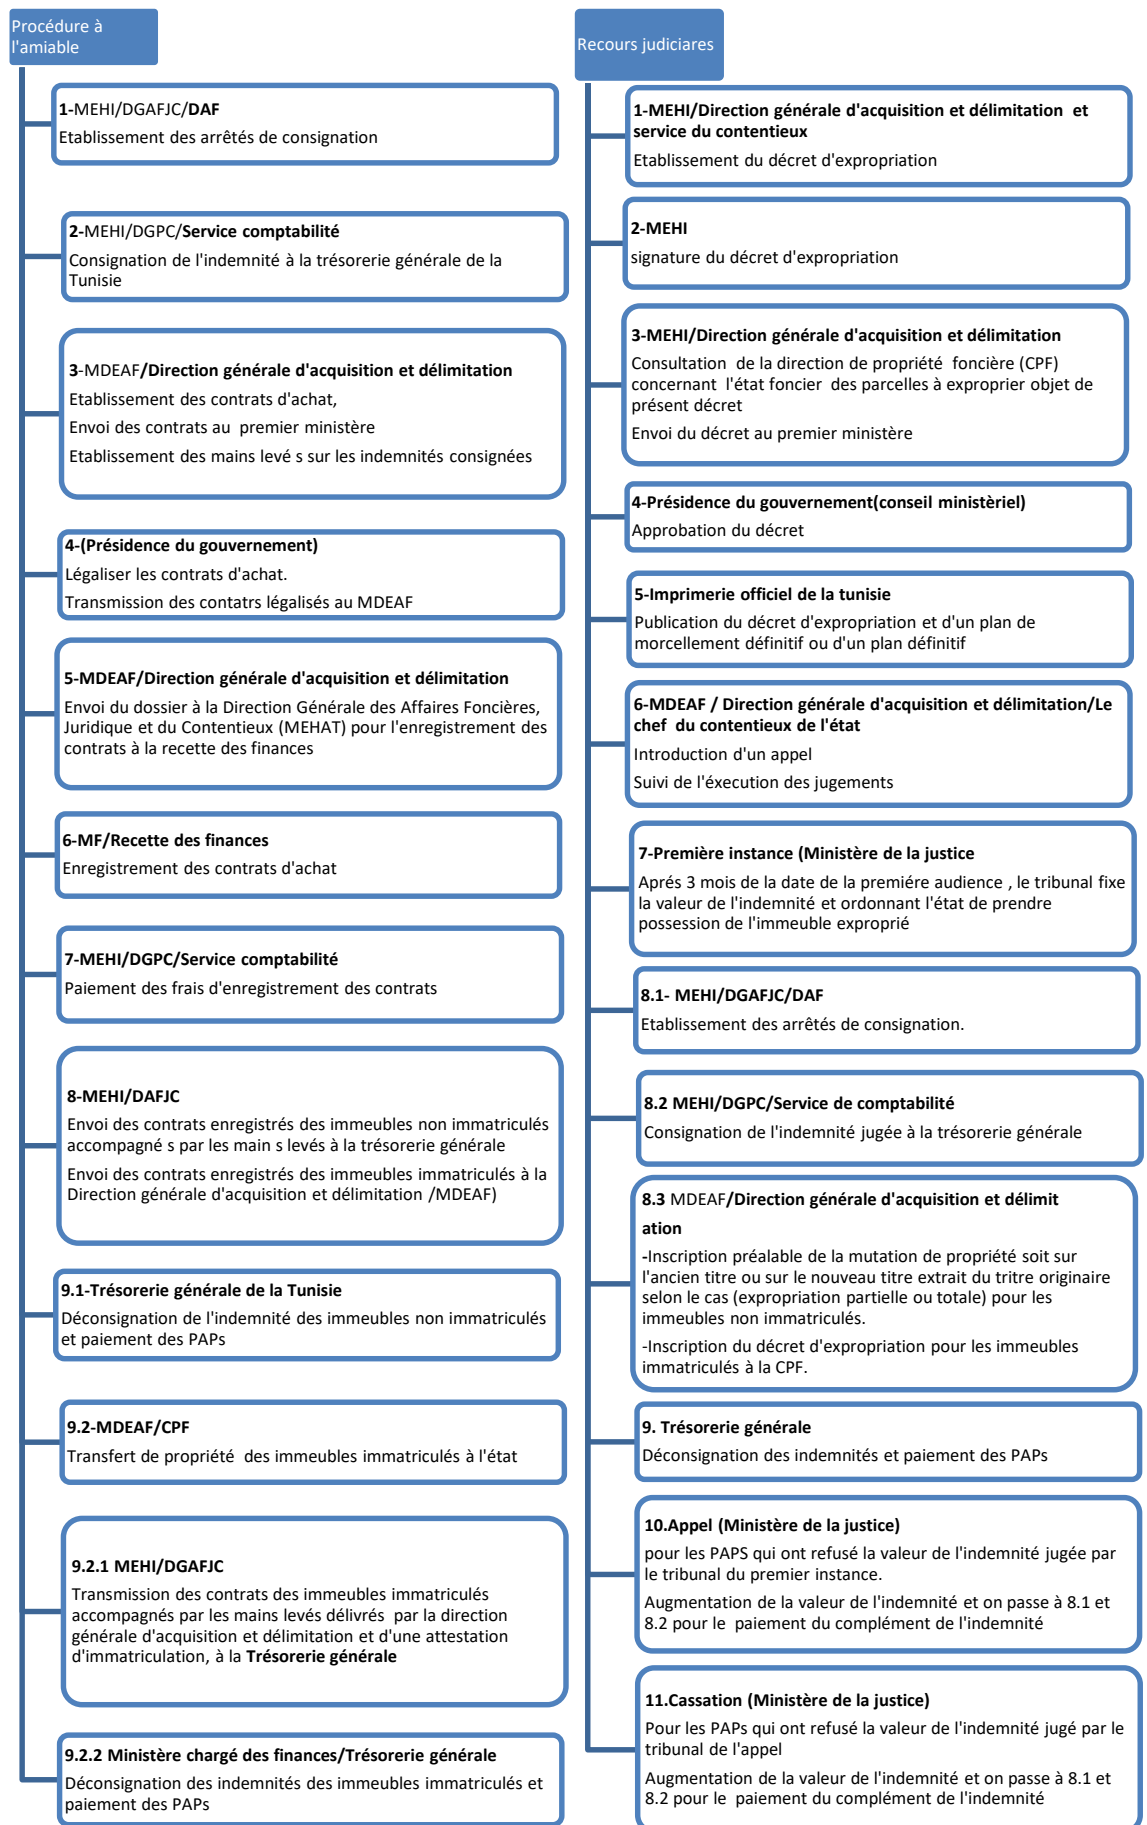 Procédure à
l'amiable
1-MEHI/DGAFJC/DAF
Etablissement des arrêtés de consignation
2-MEHI/DGPC/Service comptabilité
Consignation de l'indemnité à la trésorerie générale de la
Tunisie
3-MDEAF/Direction générale d'acquisition et délimitation
Etablissement des contrats d'achat,
Envoi des contrats au premier ministère
Etablissement des mains levé s sur les indemnités consignées
4-(Présidence du gouvernement)
Légaliser les contrats d'achat.
Transmission des contatrs légalisés au MDEAF
5-MDEAF/Direction générale d'acquisition et délimitation
Envoi du dossier à la Direction Générale des Affaires Foncières,
Juridique et du Contentieux (MEHAT) pour l'enregistrement des
contrats à la recette des finances
6-MF/Recette des finances
Enregistrement des contrats d'achat
7-MEHI/DGPC/Service comptabilité
Paiement des frais d'enregistrement des contrats
8-MEHI/DAFJC
Envoi des contrats enregistrés des immeubles non immatriculés
accompagné s par les main s levés à la trésorerie générale
Envoi des contrats enregistrés des immeubles immatriculés à la
Direction générale d'acquisition et délimitation /MDEAF)
9.1-Trésorerie générale de la Tunisie
Déconsignation de l'indemnité des immeubles non immatriculés
et paiement des PAPs
9.2-MDEAF/CPF
Transfert de propriété des immeubles immatriculés à l'état
9.2.1 MEHI/DGAFJC
Transmission des contrats des immeubles immatriculés
accompagnés par les mains levés délivrés par la direction
générale d'acquisition et délimitation et d'une attestation
d'immatriculation, à la Trésorerie générale
9.2.2 Ministère chargé des finances/Trésorerie générale
Déconsignation des indemnités des immeubles immatriculés et
paiement des PAPs
Recours judiciares
1-MEHI/Direction générale d'acquisition et délimitation et
service du contentieux
Etablissement du décret d'expropriation
2-MEHI
signature du décret d'expropriation
3-MEHI/Direction générale d'acquisition et délimitation
Consultation de la direction de propriété foncière (CPF)
concernant l'état foncier des parcelles à exproprier objet de
présent décret
Envoi du décret au premier ministère
4-Présidence du gouvernement(conseil ministèriel)
Approbation du décret
5-Imprimerie officiel de la tunisie
Publication du décret d'expropriation et d'un plan de
morcellement définitif ou d'un plan définitif
6-MDEAF / Direction générale d'acquisition et délimitation/Le
chef du contentieux de l'état
Introduction d'un appel
Suivi de l'éxecution des jugements
7-Première instance (Ministère de la justice
Aprés 3 mois de la date de la premiére audience , le tribunal fixe
la valeur de l'indemnité et ordonnant l'état de prendre
possession de l'immeuble exproprié
8.1- MEHI/DGAFJC/DAF
Etablissement des arrêtés de consignation.
8.2 MEHI/DGPC/Service de comptabilité
Consignation de l'indemnité jugée à la trésorerie générale
8.3 MDEAF/Direction générale d'acquisition et délimit
ation
-Inscription préalable de la mutation de propriété soit sur
l'ancien titre ou sur le nouveau titre extrait du tritre originaire
selon le cas (expropriation partielle ou totale) pour les
immeubles non immatriculés.
-Inscription du décret d'expropriation pour les immeubles
immatriculés à la CPF.
9. Trésorerie générale
Déconsignation des indemnités et paiement des PAPs
10.Appel (Ministère de la justice)
pour les PAPS qui ont refusé la valeur de l'indemnité jugée par
le tribunal du premier instance.
Augmentation de la valeur de l'indemnité et on passe à 8.1 et
8.2 pour le paiement du complément de l'indemnité
11.Cassation (Ministère de la justice)
Pour les PAPs qui ont refusé la valeur de l'indemnité jugé par le
tribunal de l'appel
Augmentation de la valeur de l'indemnité et on passe à 8.1 et
8.2 pour le paiement du complément de l'indemnité